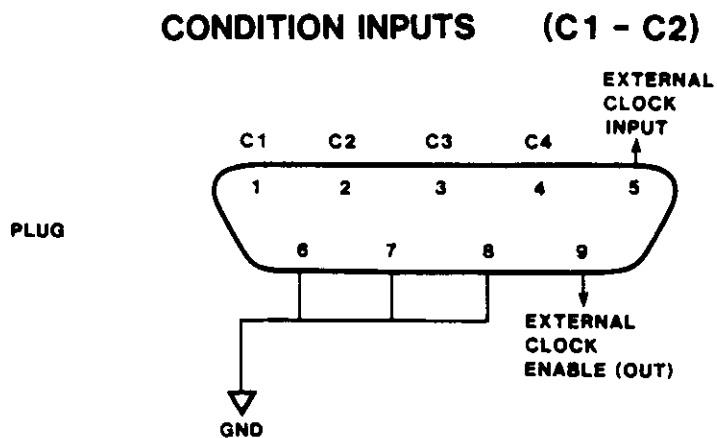 CONDITION INPUTS (C1 - C2)
EXTERNAL
CLOCK
INPUT
C1 C2 C3 C4
1 2 3 4 5
PLUG
6 7 8 9
EXTERNAL
CLOCK
ENABLE (OUT)
GND